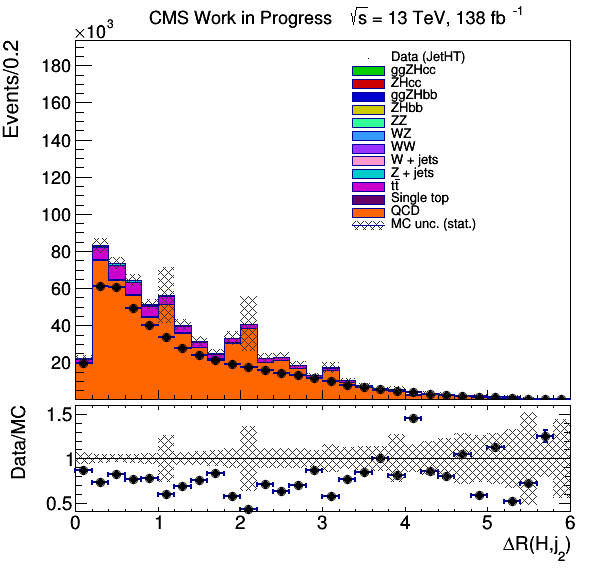 CMS Work in Progress √s = 13 TeV, 138 fb⁻¹
×10³
Events/0.2
180
160
140
120
100
80
60
40
20
Data (JetHT)
ggZHcc
ZHcc
ggZHbb
ZHbb
ZZ
WZ
WW
W + jets
Z + jets
tt̄
Single top
QCD
MC unc. (stat.)
Data/MC
1.5
1
0.5
0 1 2 3 4 5 6
ΔR(H,j₂)